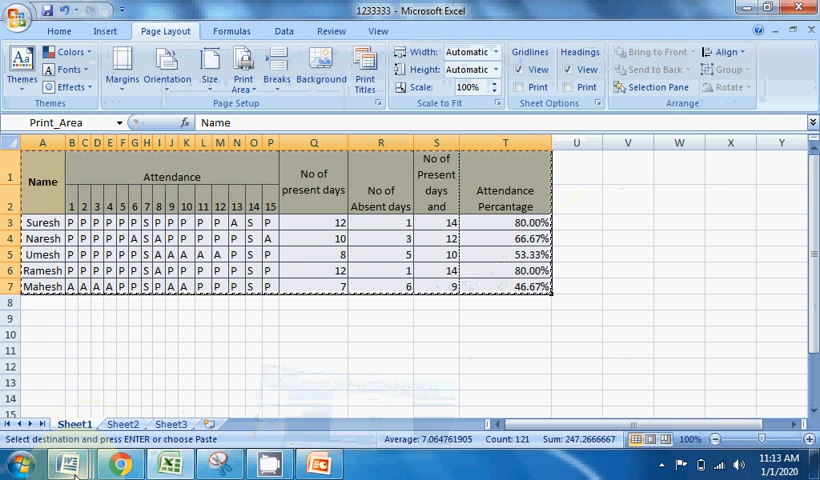 1233333 - Microsoft Excel
Home Insert Page Layout Formulas Data Review View
Themes Colors Fonts Effects
Margins Orientation Size Print Area Breaks Background Print Titles
Width: Automatic
Height: Automatic
Scale: 100%
Gridlines Headings
View View
Print Print
Bring to Front Send to Back Selection Pane
Align Group Rotate
Themes Page Setup Scale to Fit Sheet Options Arrange
Print_Area fx Name
A B C D E F G H I J K L M N O P Q R S T U V W X Y
1 Name Attendance No of present days No of Absent days No of Present days and Attendance Percantage
2 1 2 3 4 5 6 7 8 9 10 11 12 13 14 15
3 Suresh P P P P P P S P P P P P A S P 12 1 14 80.00%
4 Naresh P P P P P A S A P P P P P S A 10 3 12 66.67%
5 Umesh P P P P P P S A P A A A P S P 8 5 10 53.33%
6 Ramesh P P P P P P S A P P P P P S P 12 1 14 80.00%
7 Mahesh A A A A P P S P A A P P P S P 7 6 9 46.67%
8
9
10
11
12
13
14
15
Sheet1 Sheet2 Sheet3
Select destination and press ENTER or choose Paste Average: 7.064761905 Count: 121 Sum: 247.2666667 100%
11:13 AM
1/1/2020